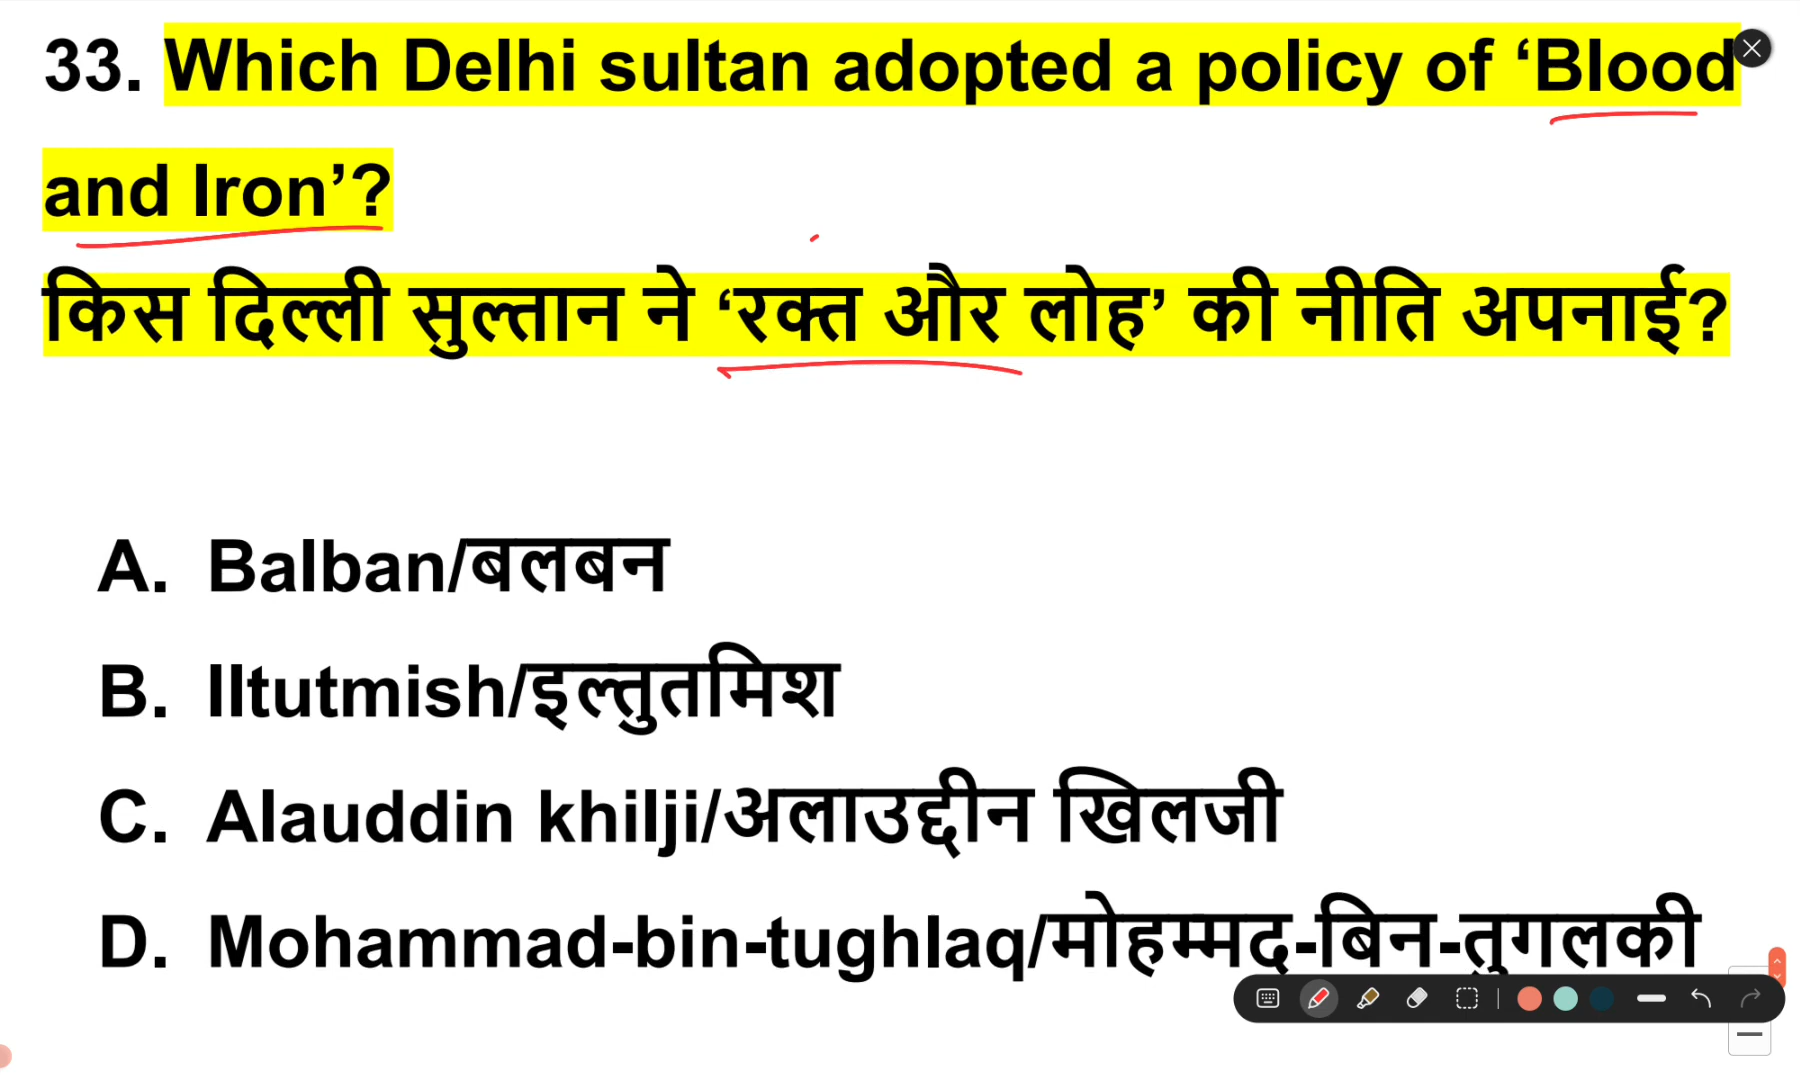 33. Which Delhi sultan adopted a policy of ‘Blood
and Iron’?
किस दिल्ली सुल्तान ने ‘रक्त और लोह’ की नीति अपनाई?
A. Balban/बलबन
B. Iltutmish/इल्तुतमिश
C. Alauddin khilji/अलाउद्दीन खिलजी
D. Mohammad-bin-tughlaq/मोहम्मद-बिन-तुगलकी